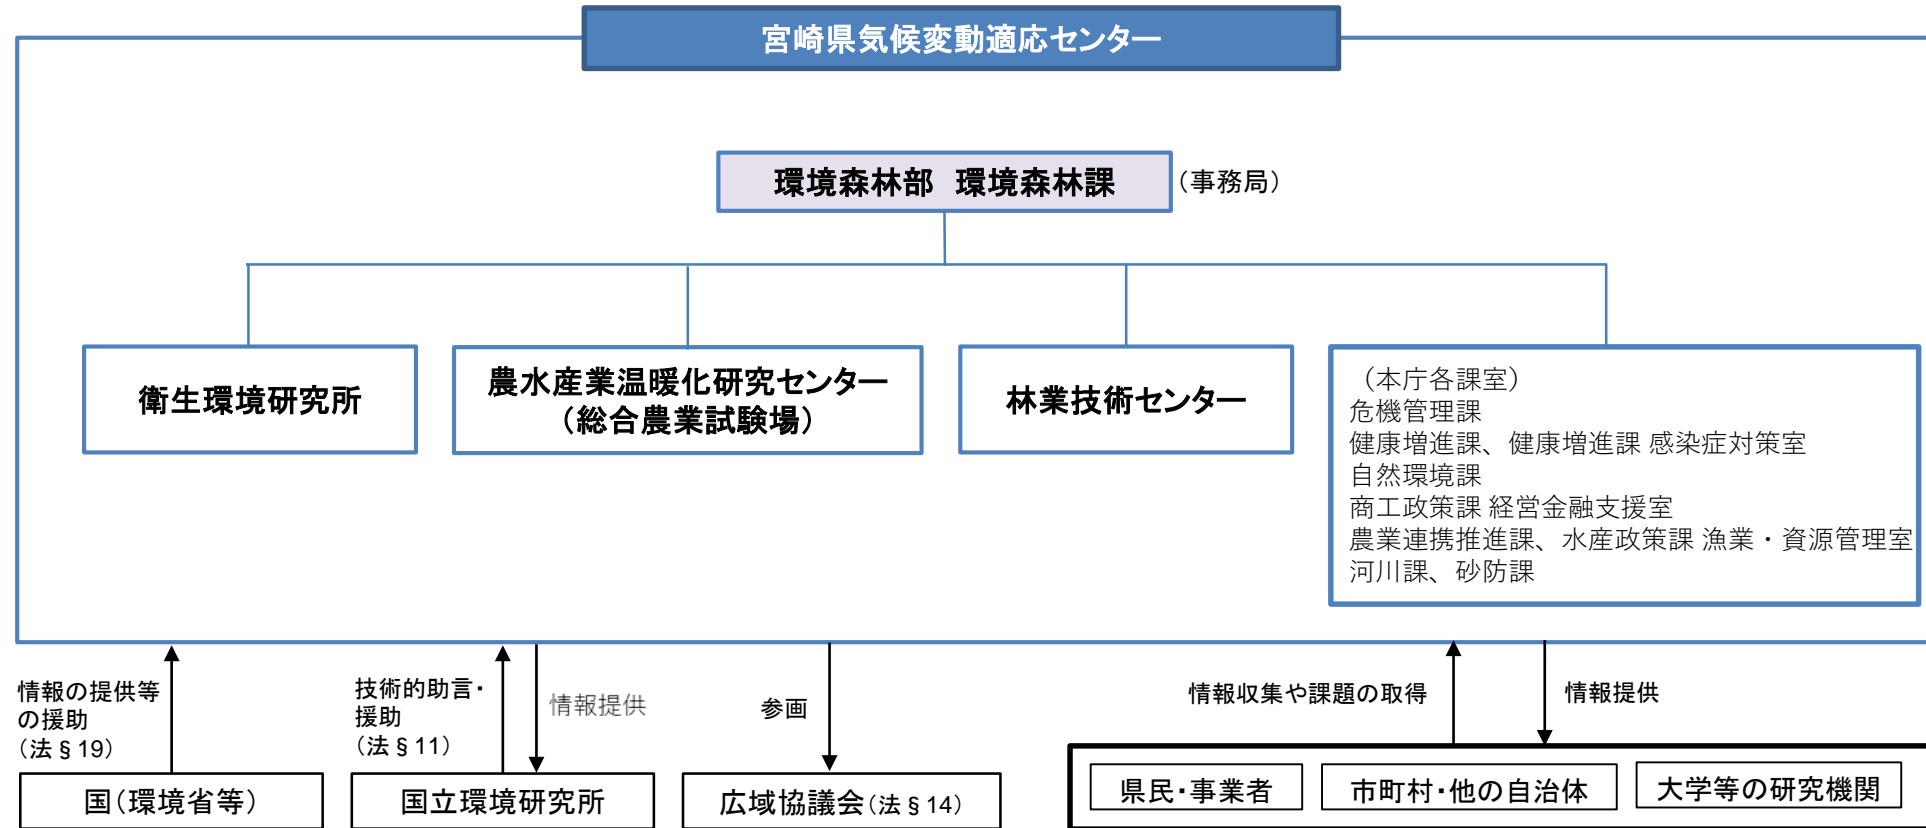 宮崎県気候変動適応センター
環境森林部 環境森林課
（事務局）
衛生環境研究所
農水産業温暖化研究センター
（総合農業試験場）
林業技術センター
（本庁各課室）
危機管理課
健康増進課、健康増進課 感染症対策室
自然環境課
商工政策課 経営金融支援室
農業連携推進課、水産政策課 漁業・資源管理室
河川課、砂防課
情報の提供等
の援助
（法§19）
技術的助言・
援助
（法§11）
情報提供
参画
情報収集や課題の取得
情報提供
国（環境省等）
国立環境研究所
広域協議会（法§14）
県民・事業者
市町村・他の自治体
大学等の研究機関